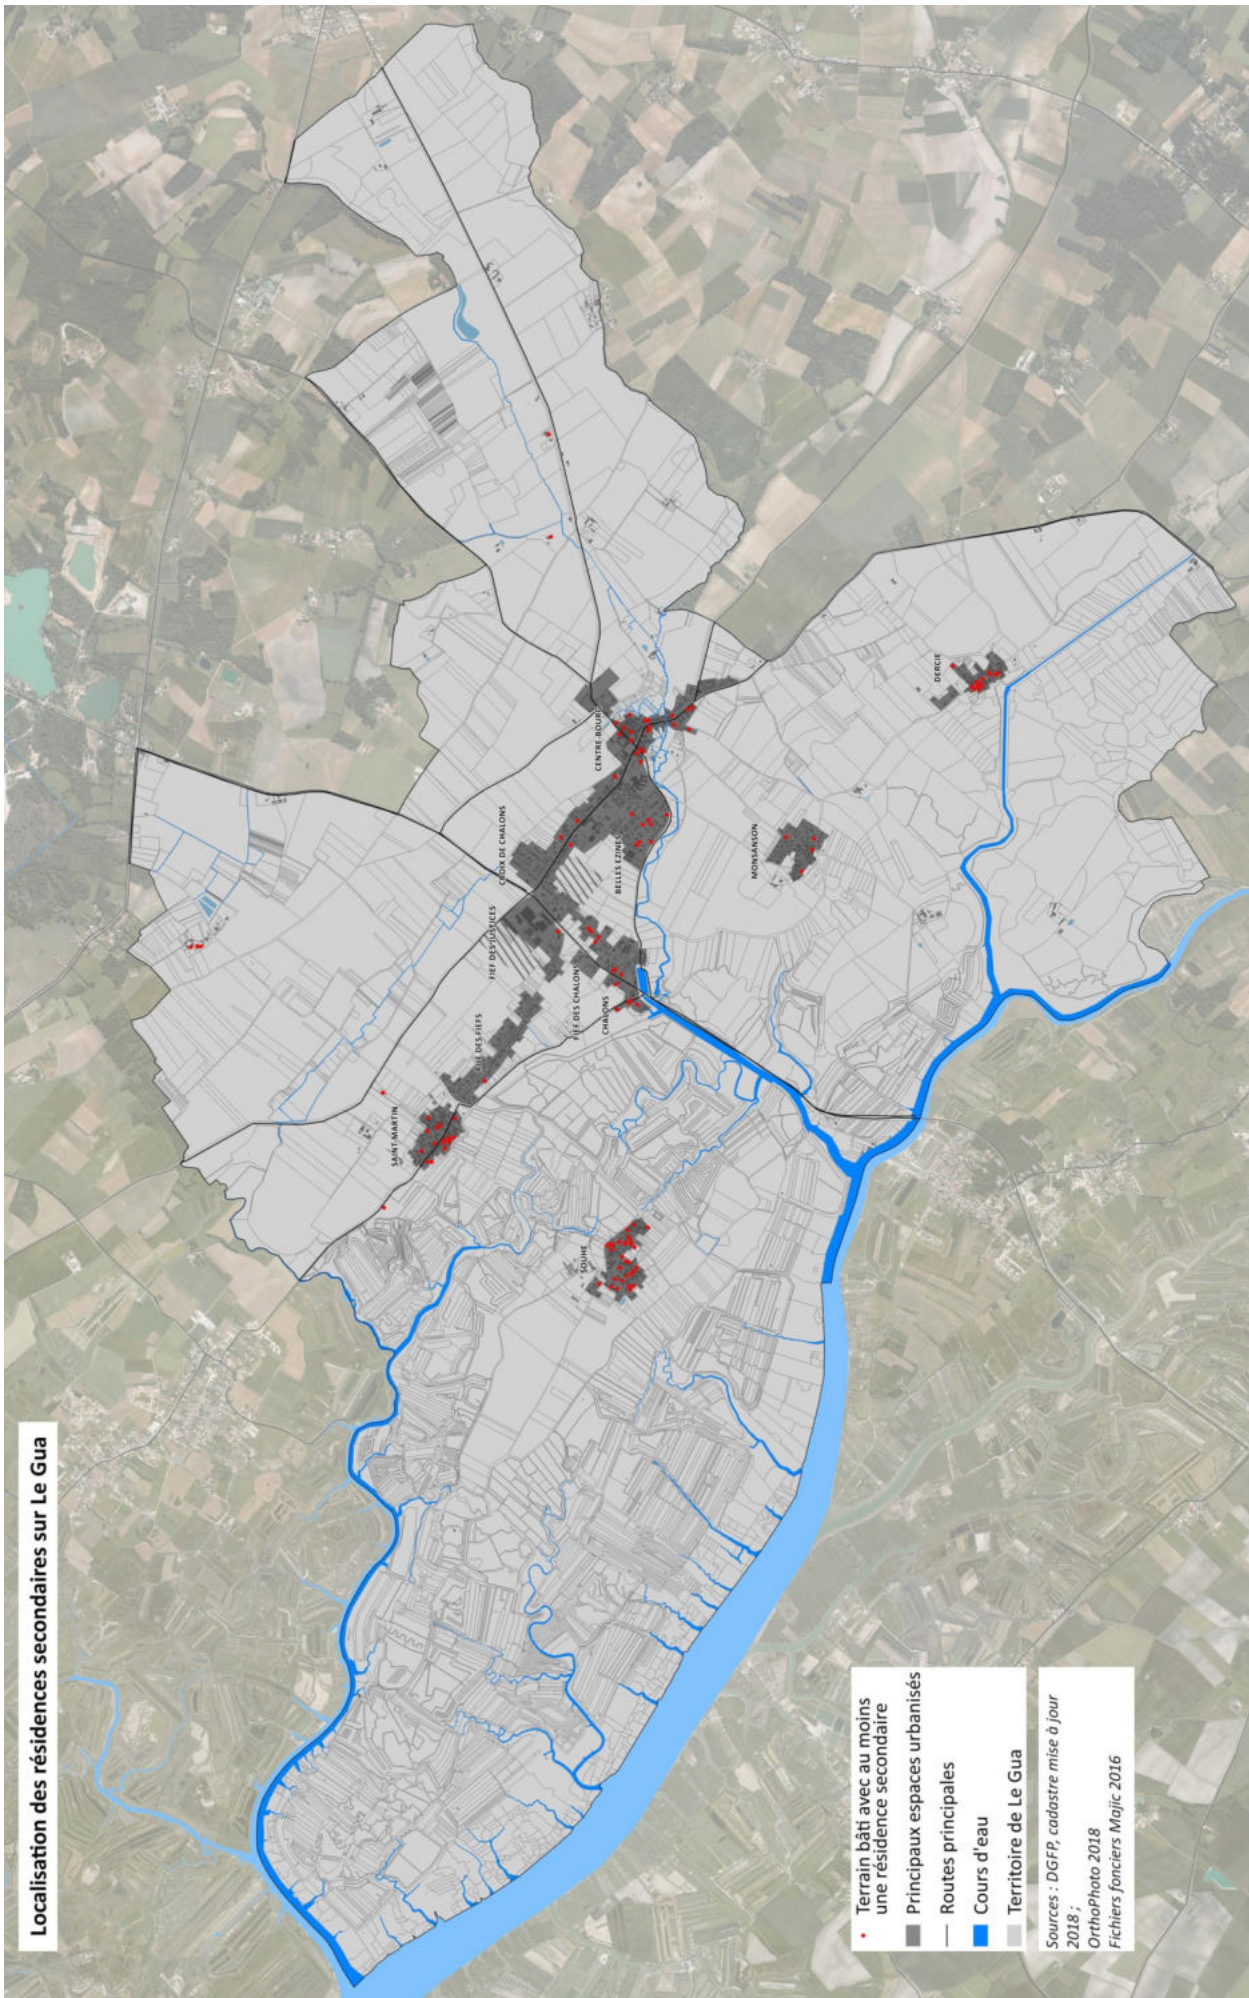 Localisation des résidences secondaires sur Le Gua
SAINT-MARTIN
RUE DES FIEFS
FIEF DES JUSTICES
CROIX DE CHALONS
CENTRE-BOURG
FIEF DES CHALONS
CHALONS
BELLES EZINES
SOUHE
MONSANSON
DERCIE
Terrain bâti avec au moins
une résidence secondaire
Principaux espaces urbanisés
Routes principales
Cours d'eau
Territoire de Le Gua
Sources : DGFP, cadastre mise à jour
2018 ;
OrthoPhoto 2018
Fichiers fonciers Majic 2016